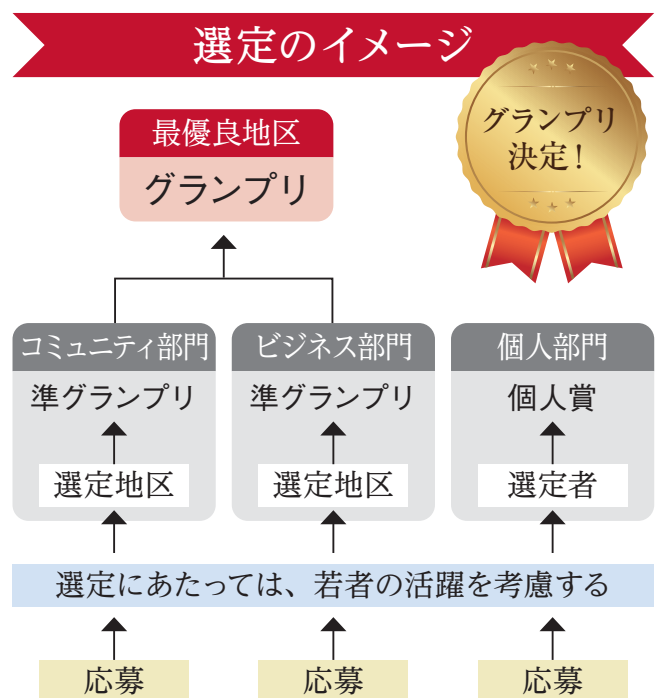 選定のイメージ
グランプリ
決定！
最優良地区
グランプリ
コミュニティ部門
準グランプリ
選定地区
ビジネス部門
準グランプリ
選定地区
個人部門
個人賞
選定者
選定にあたっては、若者の活躍を考慮する
応募
応募
応募